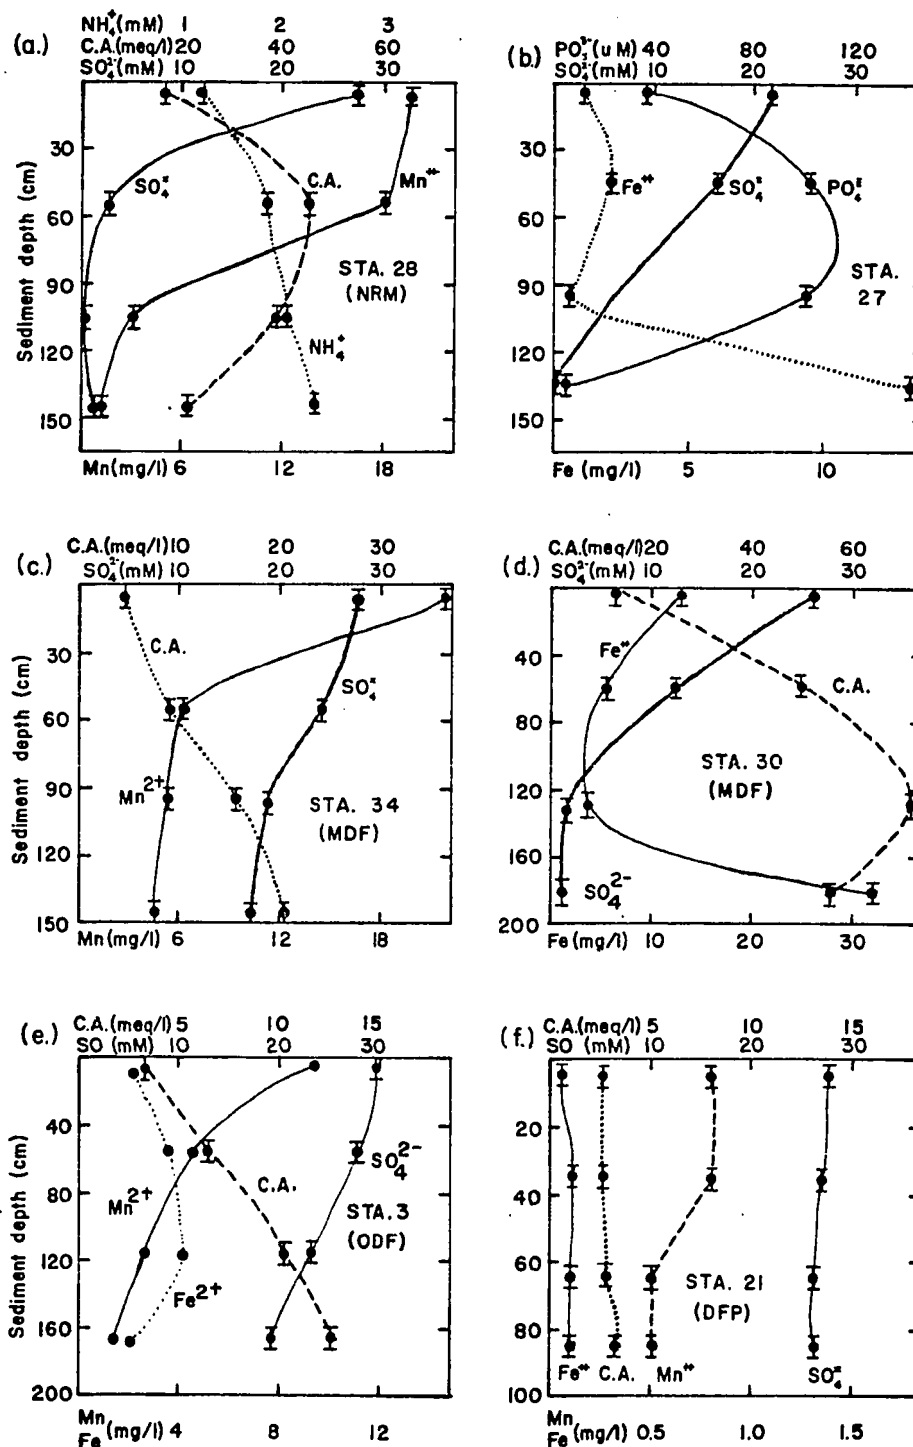 (a.)
NH₄⁺(mM) 1 2 3
C.A.(meq/l) 20 40 60
SO₄²⁻(mM) 10 20 30
30
60
90
120
150
Sediment depth (cm)
SO₄⁼
C.A.
Mn⁺⁺
STA. 28
(NRM)
NH₄⁺
Mn(mg/l) 6 12 18
(b.)
PO₃³⁻(uM) 40 80 120
SO₄²⁻(mM) 10 20 30
30
60
90
120
150
Fe⁺⁺
SO₄⁼
PO₄⁼
STA.
27
Fe (mg/l) 5 10
(c.)
C.A.(meq/l) 10 20 30
SO₄²⁻(mM) 10 20 30
30
60
90
120
150
Sediment depth (cm)
C.A.
SO₄⁼
Mn²⁺
STA. 34
(MDF)
Mn(mg/l) 6 12 18
(d.)
C.A.(meq/l) 20 40 60
SO₄²⁻(mM) 10 20 30
40
80
120
160
200
Fe⁺⁺
C.A.
STA. 30
(MDF)
SO₄²⁻
Fe(mg/l) 10 20 30
(e.)
C.A.(meq/l) 5 10 15
SO (mM) 10 20 30
40
80
120
160
200
Sediment depth (cm)
SO₄²⁻
Mn²⁺
C.A.
STA. 3
(ODF)
Fe²⁺
Mn
Fe (mg/l) 4 8 12
(f.)
C.A.(meq/l) 5 10 15
SO (mM) 10 20 30
20
40
60
80
100
STA. 21
(DFP)
Fe⁺⁺ C.A. Mn⁺⁺ SO₄⁼
Mn
Fe (mg/l) 0.5 1.0 1.5